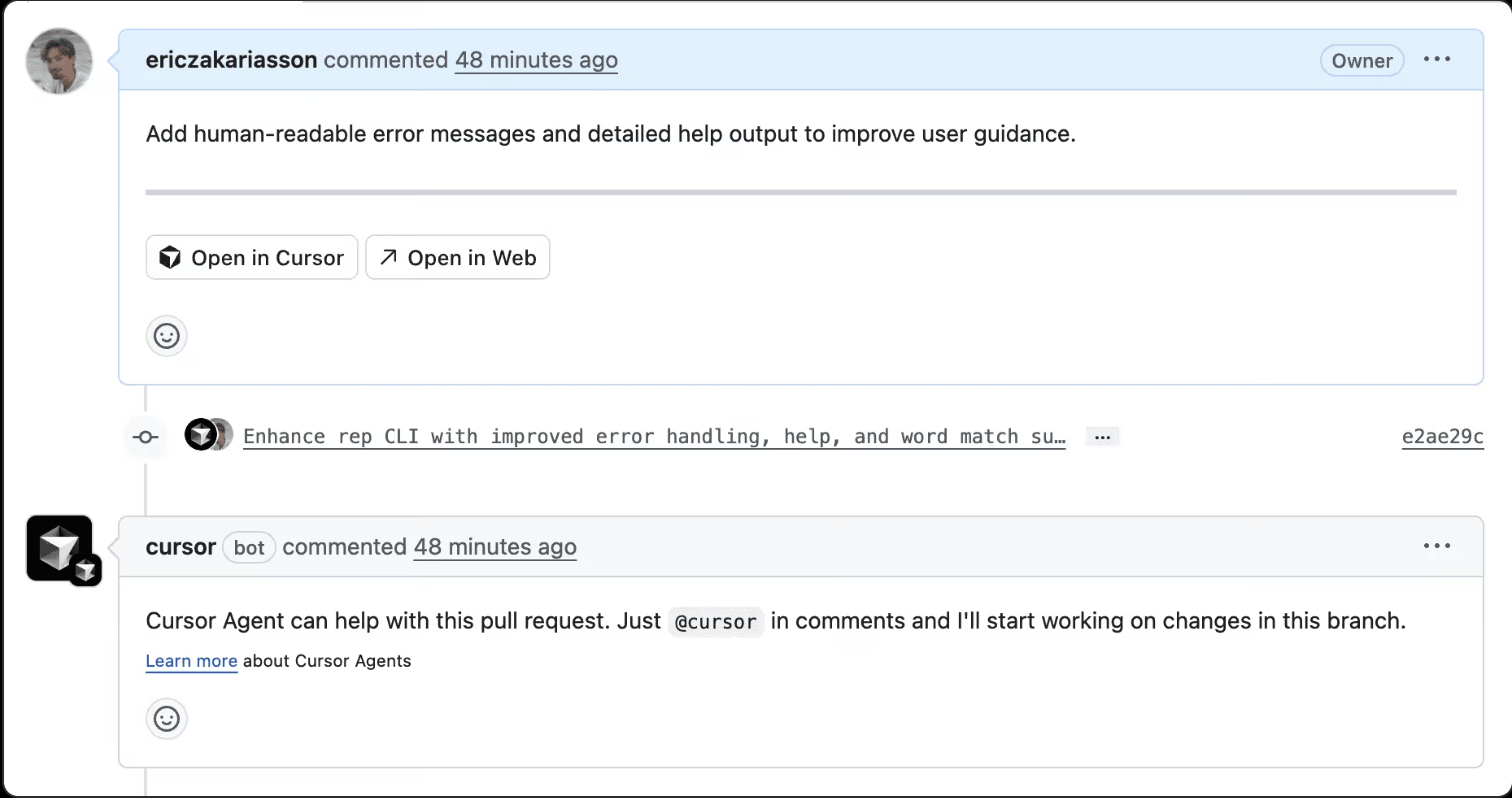 ericzakariasson commented 48 minutes ago
Owner
Add human-readable error messages and detailed help output to improve user guidance.
Open in Cursor
Open in Web
Enhance rep CLI with improved error handling, help, and word match su…
e2ae29c
cursor bot commented 48 minutes ago
Cursor Agent can help with this pull request. Just @cursor in comments and I'll start working on changes in this branch.
Learn more about Cursor Agents